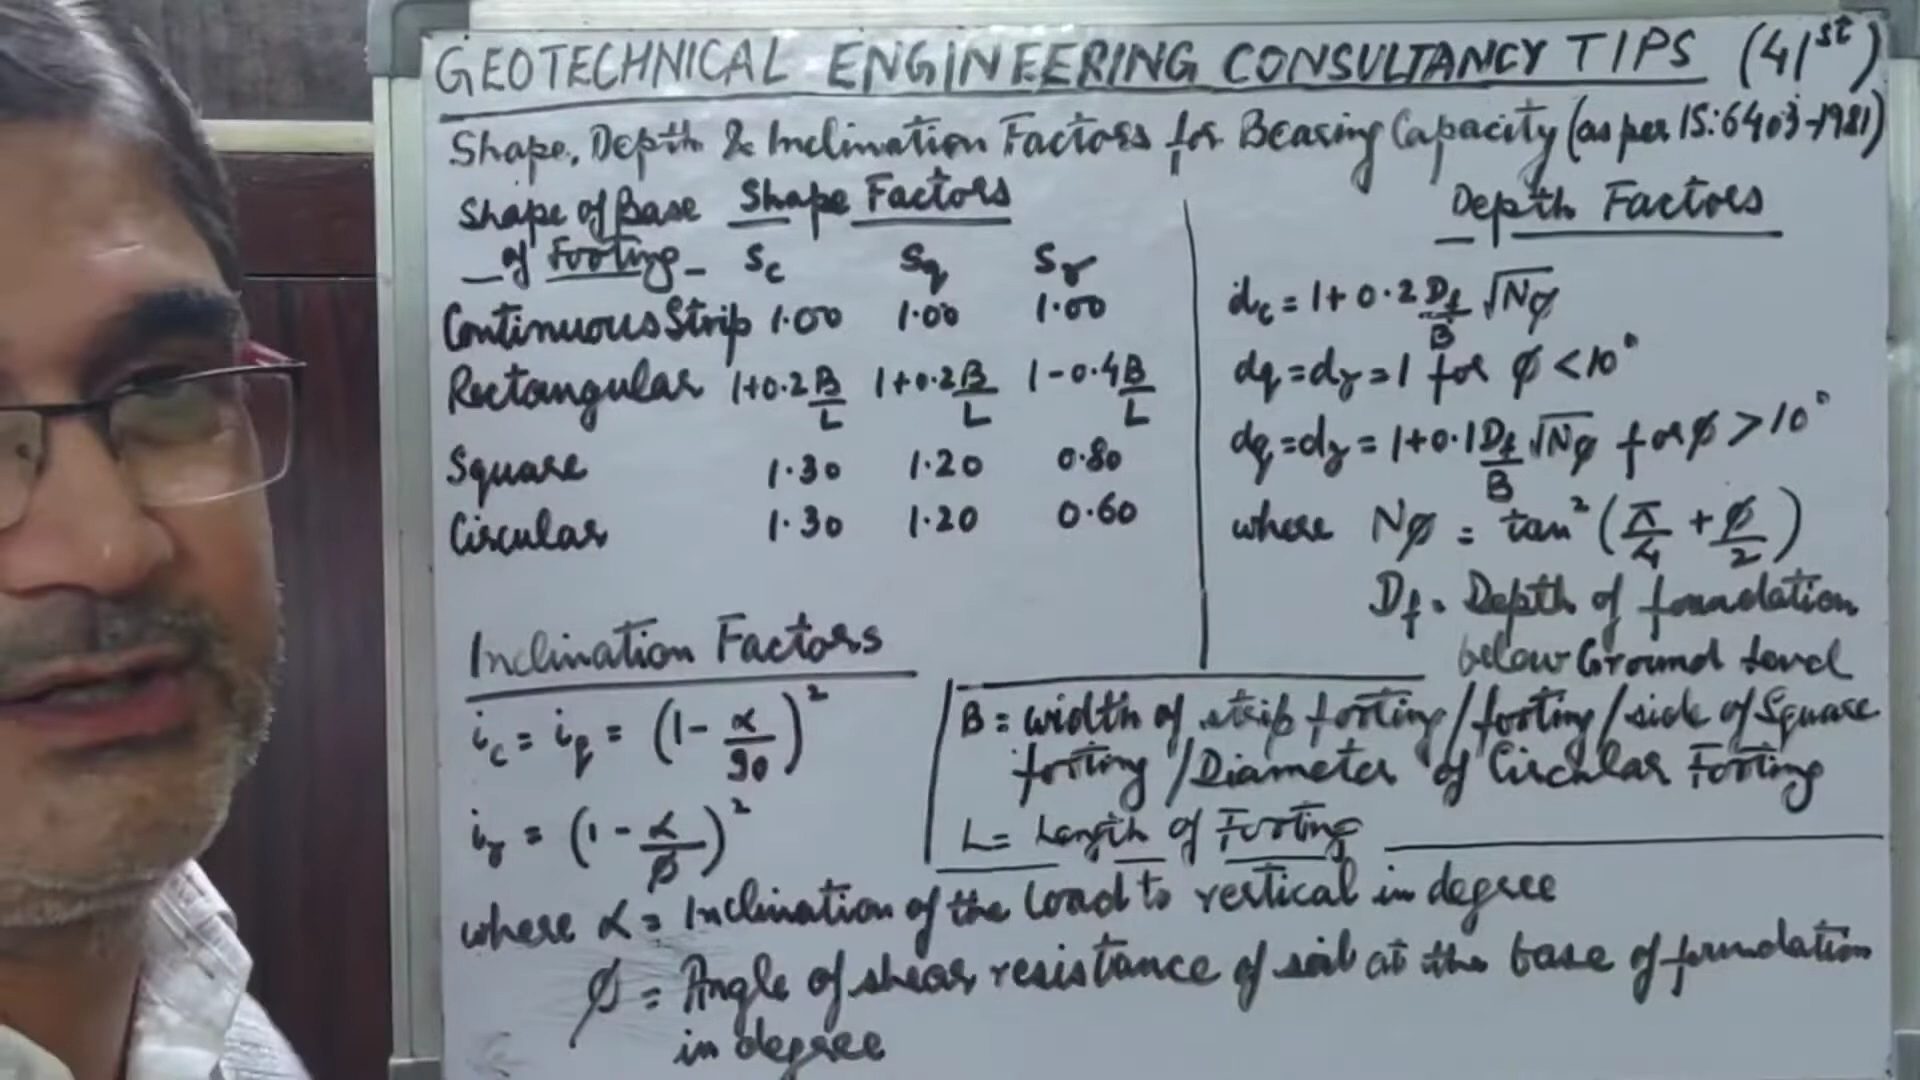 GEOTECHNICAL ENGINEERING CONSULTANCY TIPS (41st)
Shape, Depth & Inclination Factors for Bearing Capacity (as per IS:6403-1981)
Shape of Base of Footing
Shape Factors
Sc Sq Sγ
Continuous Strip 1.00 1.00 1.00
Rectangular 1+0.2B/L 1+0.2B/L 1-0.4B/L
Square 1.30 1.20 0.80
Circular 1.30 1.20 0.60
Depth Factors
dc = 1+0.2 Df/B √Nφ
dq = dγ = 1 for φ < 10°
dq = dγ = 1+0.1 Df/B √Nφ for φ > 10°
where Nφ = tan² (π/4 + φ/2)
Df = Depth of foundation
below Ground Level
Inclination Factors
ic = iq = (1 - α/90)²
iγ = (1 - α/φ)²
B = width of strip footing/footing/side of Square
footing/Diameter of Circular Footing
L = Length of Footing
where α = Inclination of the load to vertical in degree
φ = Angle of shear resistance of soil at the base of foundation
in degree